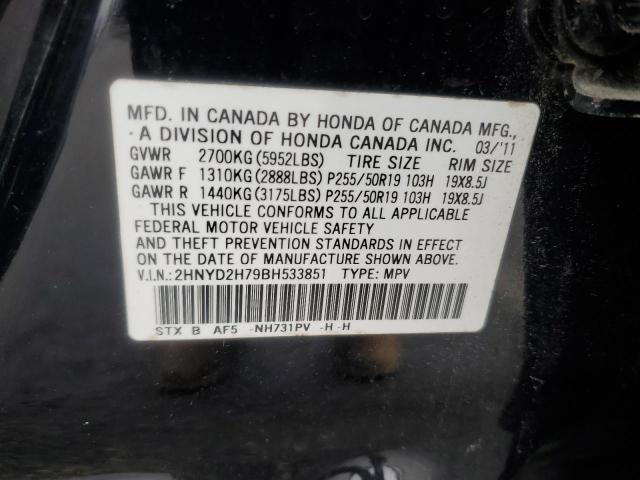 MFD. IN CANADA BY HONDA OF CANADA MFG.,
A DIVISION OF HONDA CANADA INC. 03/'11
GVWR 2700KG(5952LBS) TIRE SIZE RIM SIZE
GAWR F 1310KG(2888LBS) P255/50R19 103H 19X8.5J
GAWR R 1440KG(3175LBS) P255/50R19 103H 19X8.5J
THIS VEHICLE CONFORMS TO ALL APPLICABLE
FEDERAL MOTOR VEHICLE SAFETY
AND THEFT PREVENTION STANDARDS IN EFFECT
ON THE DATE OF MANUFACTURE SHOWN ABOVE.
V.I.N.:2HNYD2H79BH533851 TYPE: MPV
STX B AF5 -NH731PV -H -H